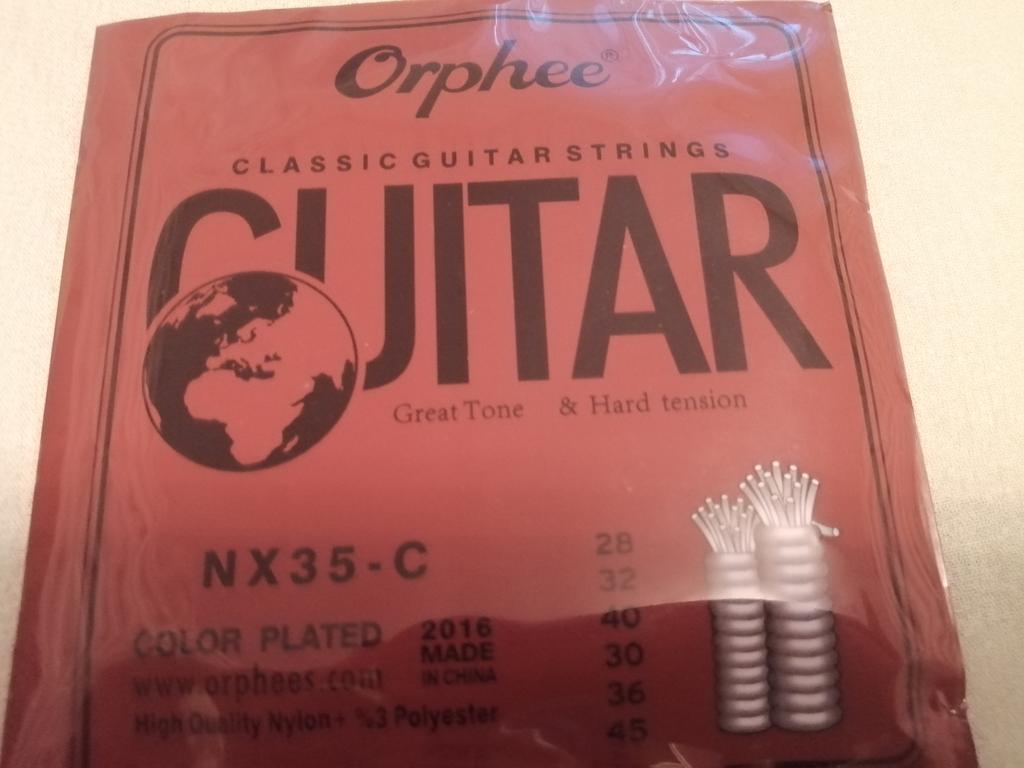 Orphee®
CLASSIC GUITAR STRINGS
GUITAR
Great Tone & Hard tension
NX35-C
COLOR PLATED
www.orphees.com
High Quality Nylon+ %3 Polyester
2016
MADE
IN CHINA
28
32
40
30
36
45